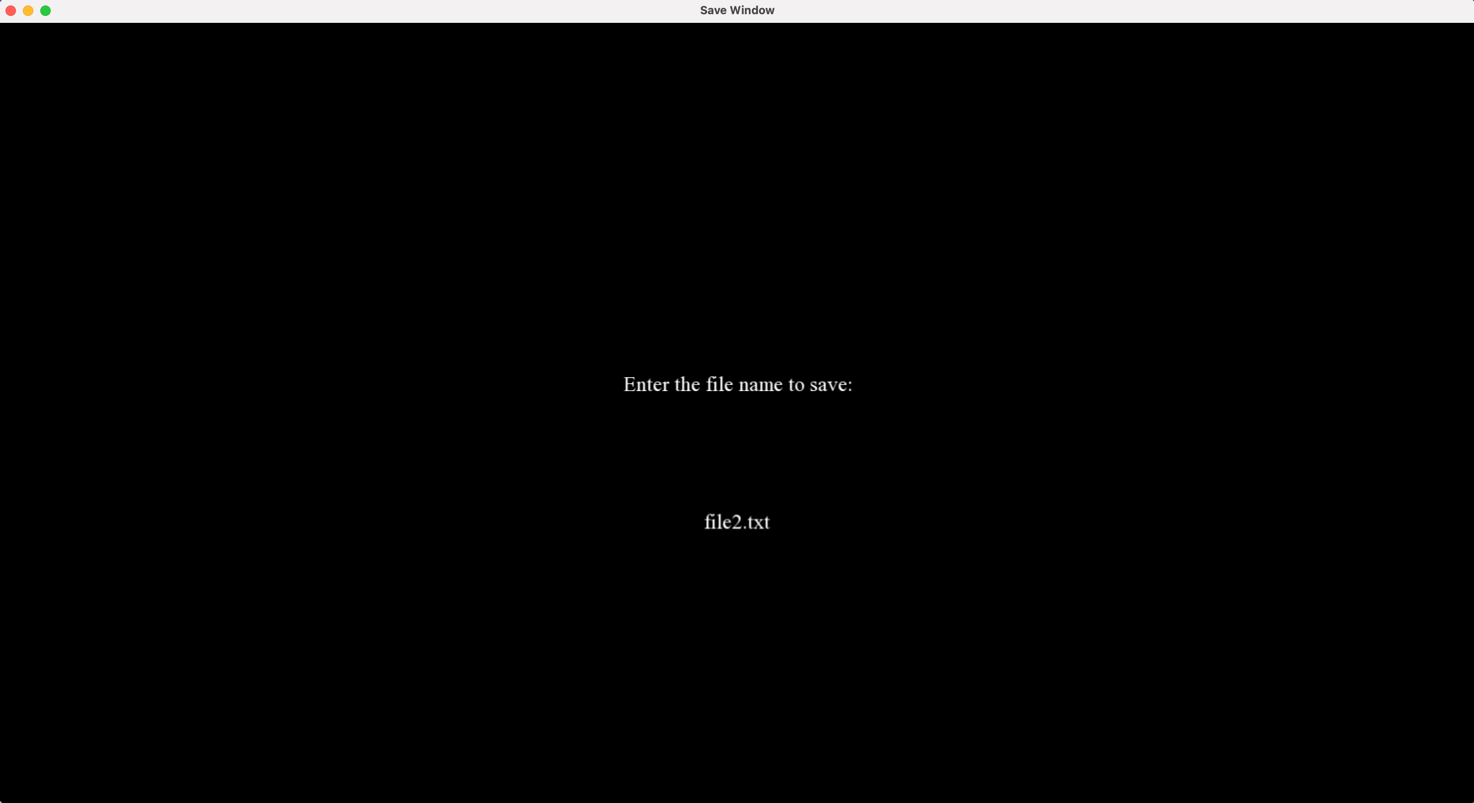 Save Window
Enter the file name to save:
file2.txt